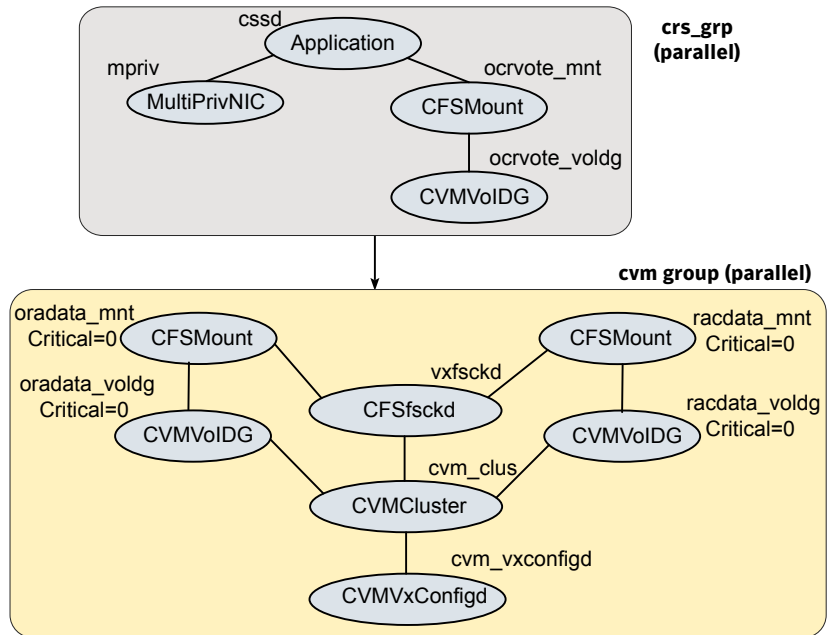 cssd
crs_grp
(parallel)
Application
mpriv
ocrvote_mnt
MultiPrivNIC
CFSMount
ocrvote_voldg
CVMVolDG
cvm group (parallel)
oradata_mnt
Critical=0
CFSMount
racdata_mnt
Critical=0
CFSMount
vxfsckd
oradata_voldg
Critical=0
CFSfsckd
racdata_voldg
Critical=0
CVMVolDG
CVMVolDG
cvm_clus
CVMCluster
cvm_vxconfigd
CVMVxConfigd